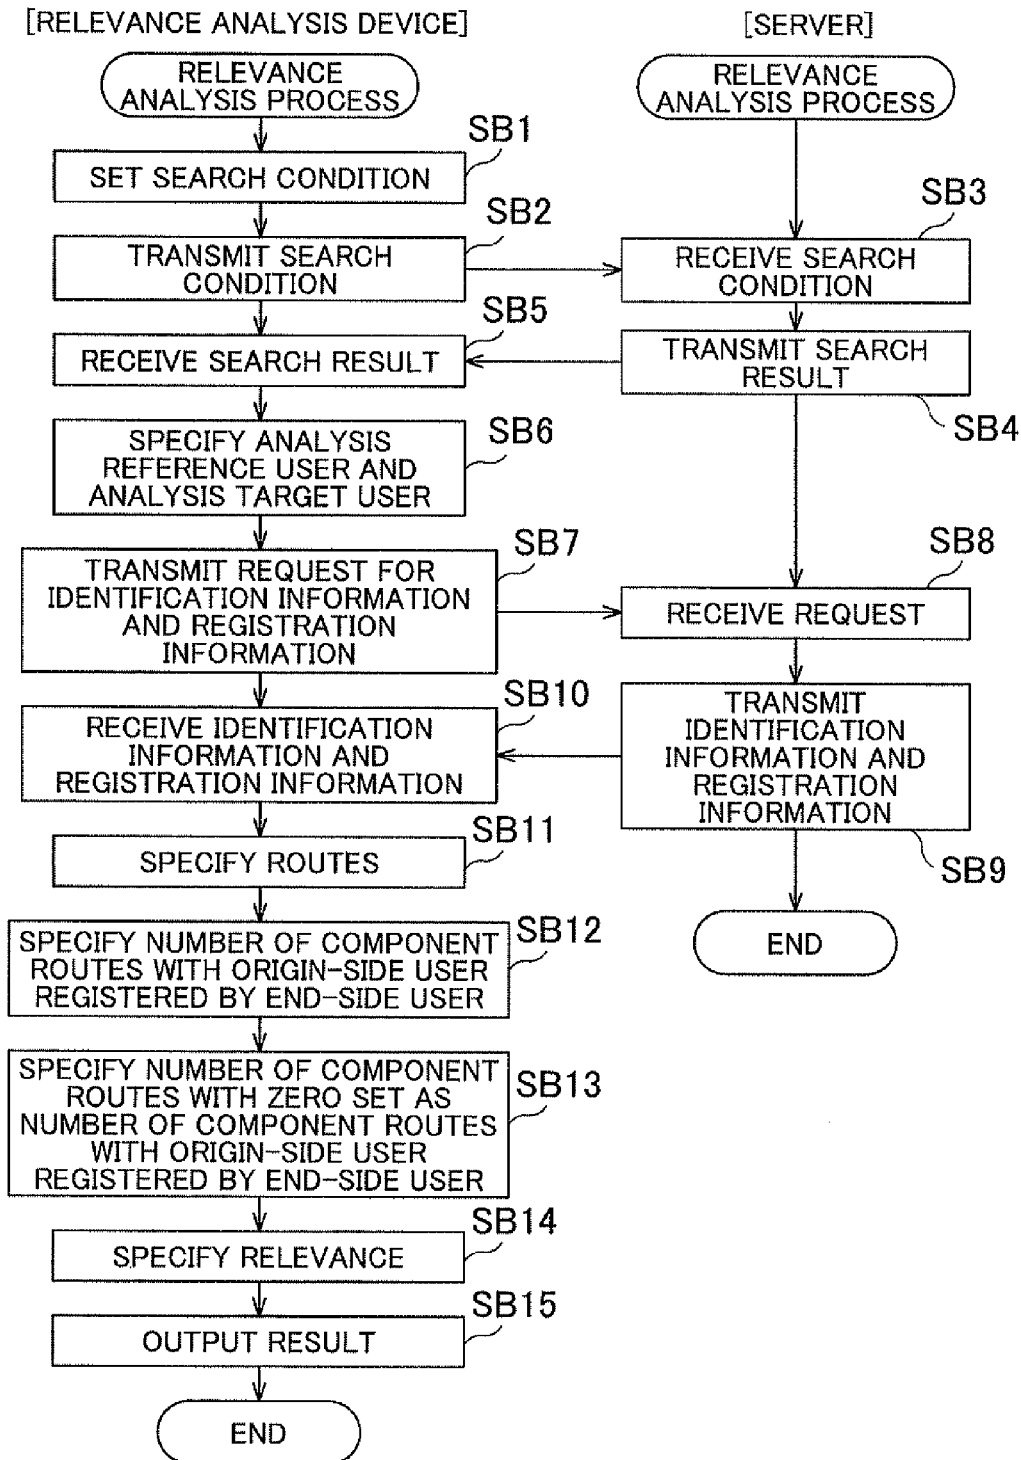 [RELEVANCE ANALYSIS DEVICE]
RELEVANCE
ANALYSIS PROCESS
SB1
SET SEARCH CONDITION
SB2
TRANSMIT SEARCH
CONDITION
SB5
RECEIVE SEARCH RESULT
SB6
SPECIFY ANALYSIS
REFERENCE USER AND
ANALYSIS TARGET USER
SB7
TRANSMIT REQUEST FOR
IDENTIFICATION INFORMATION
AND REGISTRATION
INFORMATION
SB10
RECEIVE IDENTIFICATION
INFORMATION AND
REGISTRATION INFORMATION
SB11
SPECIFY ROUTES
SB12
SPECIFY NUMBER OF COMPONENT
ROUTES WITH ORIGIN-SIDE USER
REGISTERED BY END-SIDE USER
SB13
SPECIFY NUMBER OF COMPONENT
ROUTES WITH ZERO SET AS
NUMBER OF COMPONENT ROUTES
WITH ORIGIN-SIDE USER
REGISTERED BY END-SIDE USER
SB14
SPECIFY RELEVANCE
SB15
OUTPUT RESULT
END
[SERVER]
RELEVANCE
ANALYSIS PROCESS
SB3
RECEIVE SEARCH
CONDITION
TRANSMIT SEARCH
RESULT
SB4
SB8
RECEIVE REQUEST
TRANSMIT
IDENTIFICATION
INFORMATION AND
REGISTRATION
INFORMATION
SB9
END